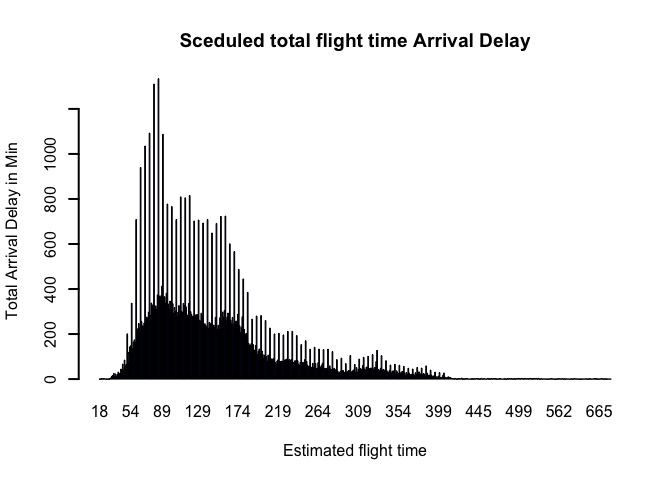 Sceduled total flight time Arrival Delay
Total Arrival Delay in Min
1000
800
600
400
200
0
18 54 89 129 174 219 264 309 354 399 445 499 562 665
Estimated flight time